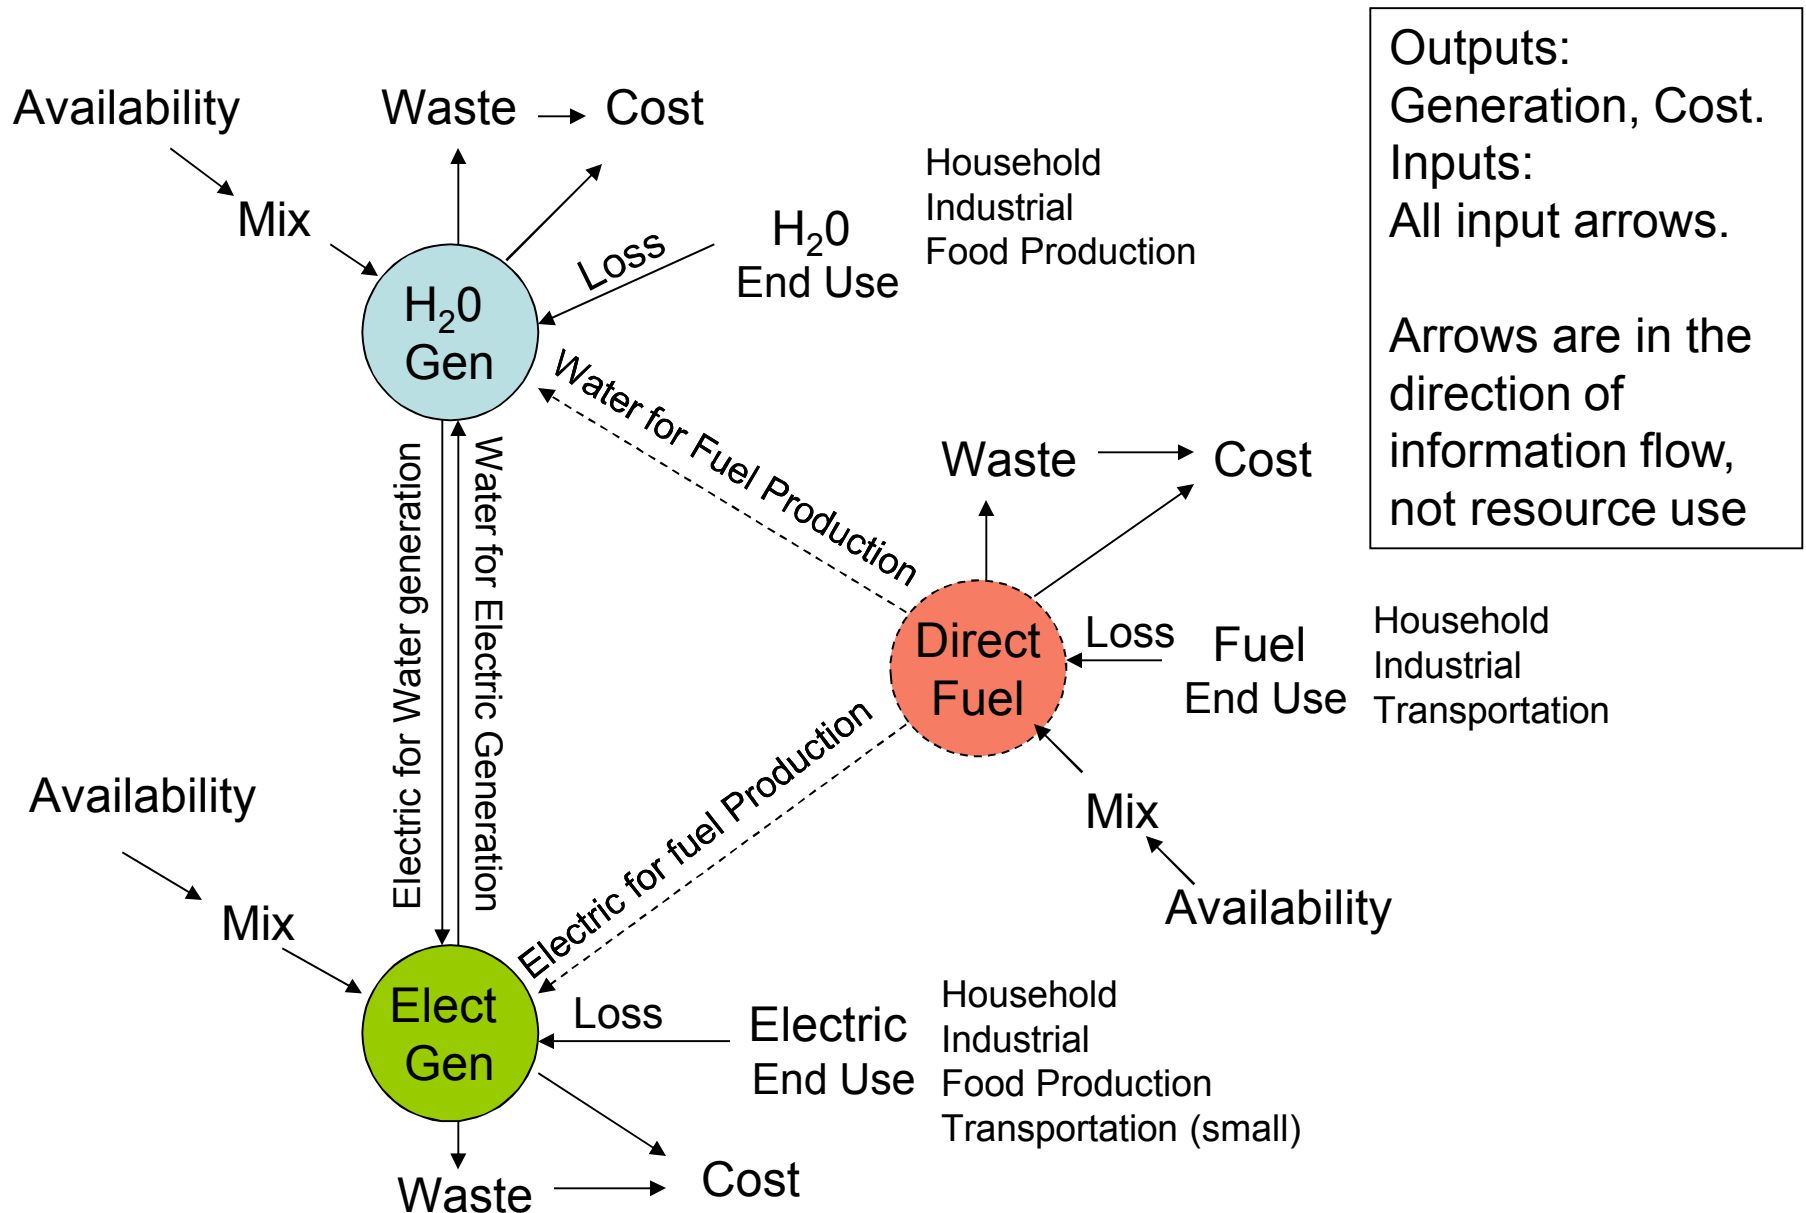 Availability
Mix
Waste
Cost
H₂0
Gen
Loss
H₂0
End Use
Household
Industrial
Food Production
Outputs:
Generation, Cost.
Inputs:
All input arrows.
Arrows are in the
direction of
information flow,
not resource use
Water for Fuel Production
Electric for Water generation
Water for Electric Generation
Waste
Cost
Direct
Fuel
Loss
Fuel
End Use
Household
Industrial
Transportation
Mix
Availability
Electric for fuel Production
Availability
Mix
Elect
Gen
Loss
Electric
End Use
Household
Industrial
Food Production
Transportation (small)
Waste
Cost